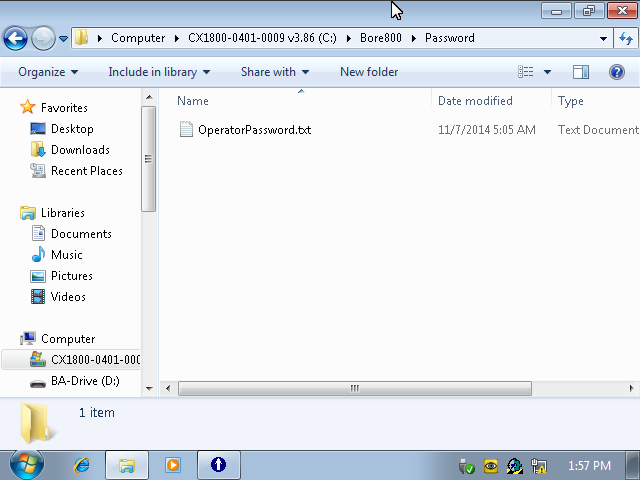 Computer CX1800-0401-0009 v3.86 (C:) Bore800 Password
Organize Include in library Share with New folder
Name Date modified Type
OperatorPassword.txt 11/7/2014 5:05 AM Text Document
Favorites
Desktop
Downloads
Recent Places
Libraries
Documents
Music
Pictures
Videos
Computer
CX1800-0401-000
BA-Drive (D:)
1 item
1:57 PM